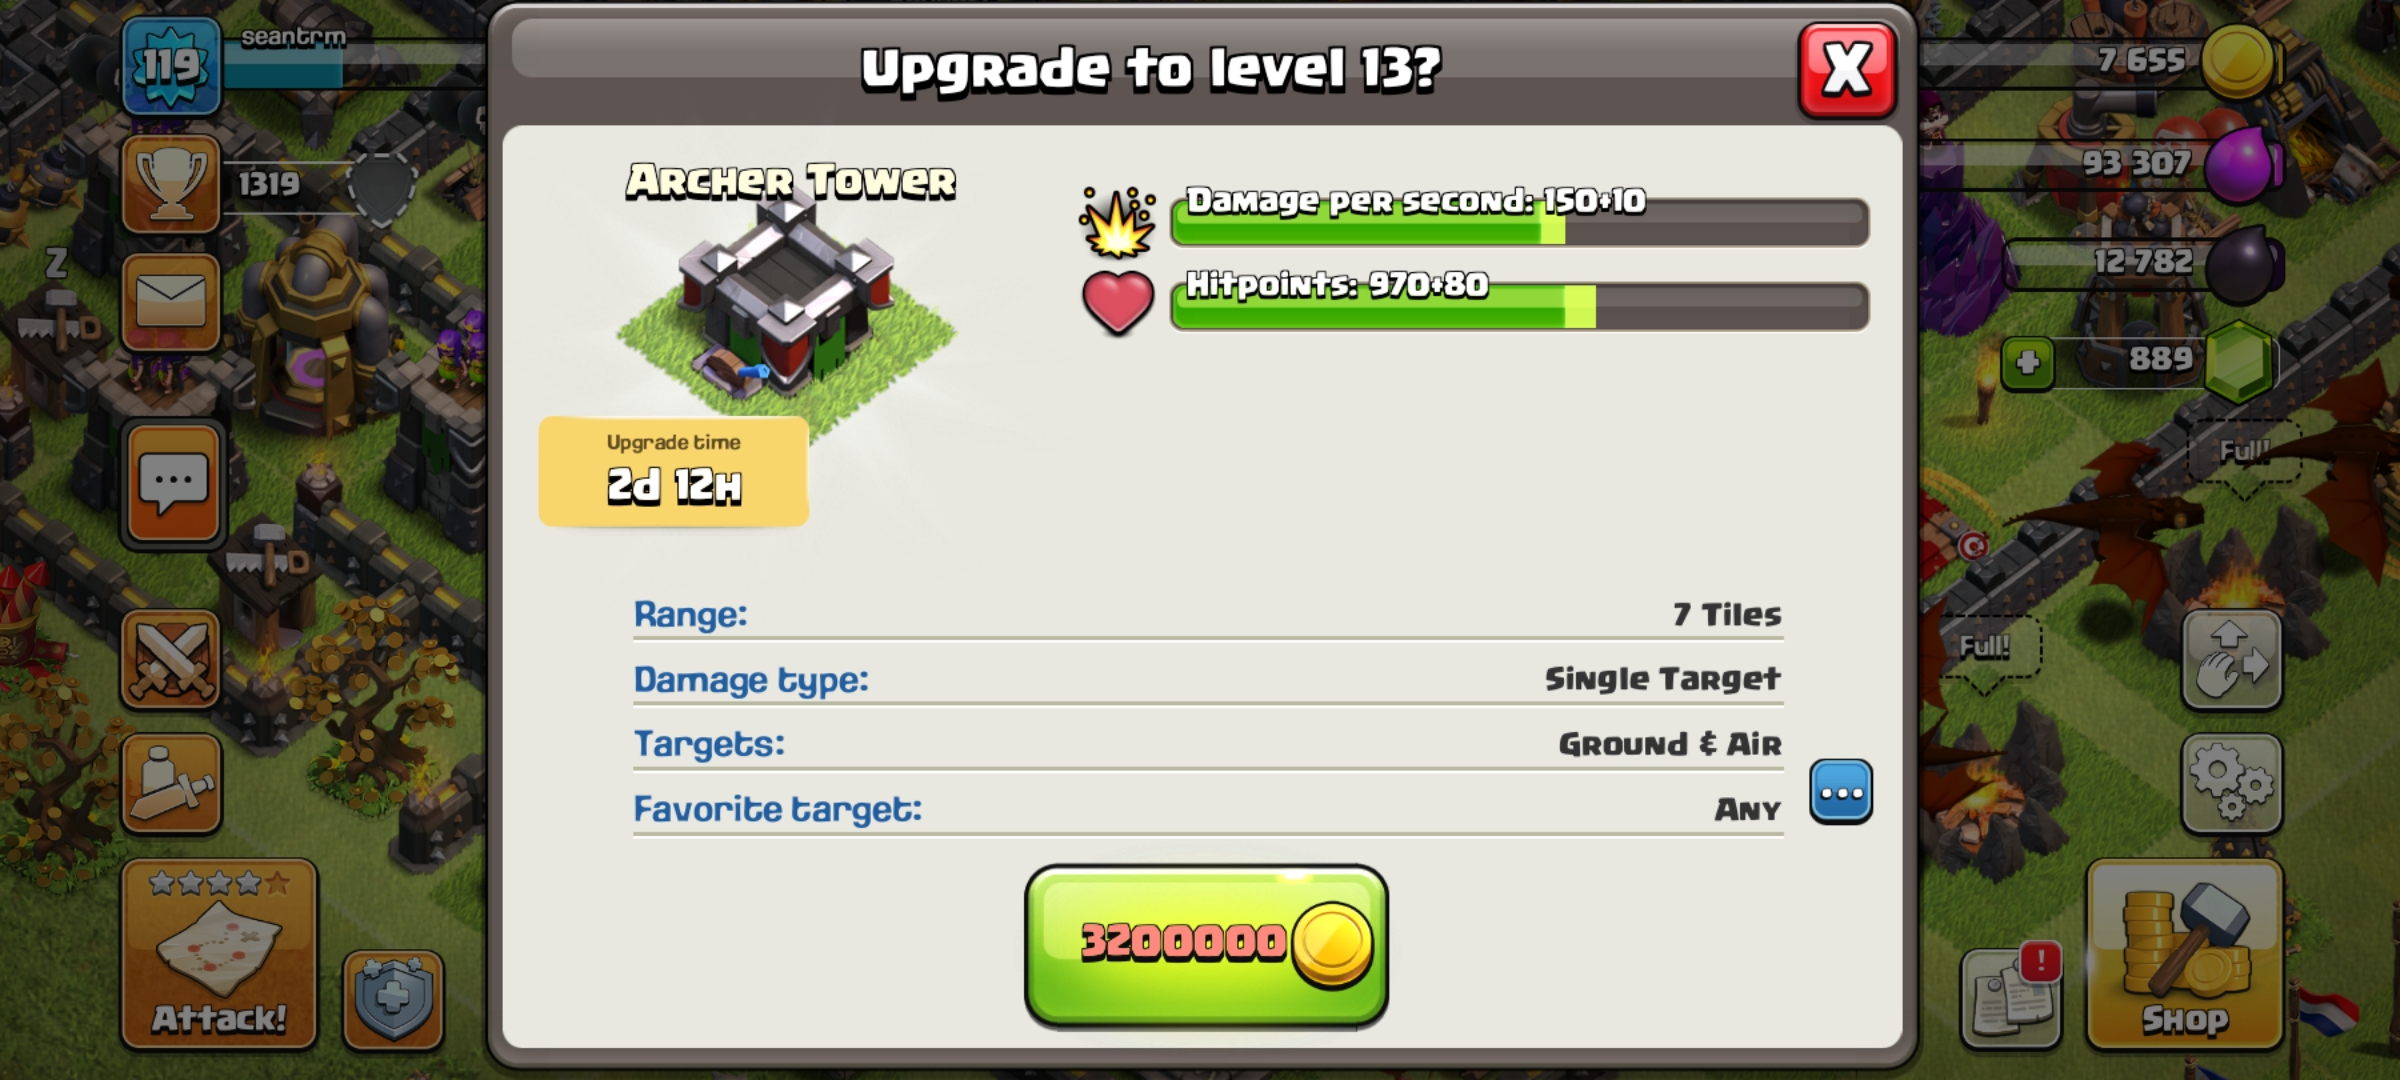 119
seantrm
Upgrade to level 13?
X
7 655
1319
Archer Tower
Damage per second: 150+10
93 307
Hitpoints: 970+80
12 782
Z
889
Upgrade time
2d 12h
Full!
Range: 7 Tiles
Full!
Damage type: Single Target
Targets: Ground & Air
Favorite target: Any
3200000
!
Attack!
Shop